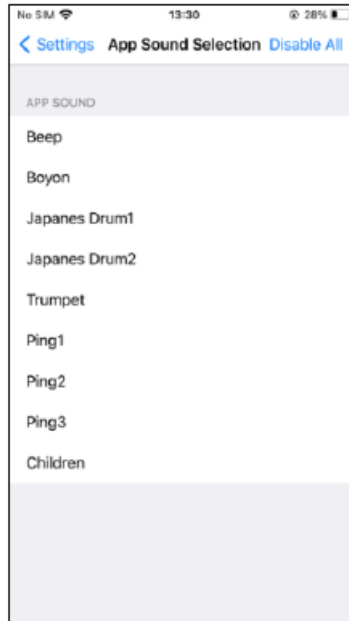 No SIM 13:30 28%
Settings App Sound Selection Disable All
APP SOUND
Beep
Boyon
Japanes Drum1
Japanes Drum2
Trumpet
Ping1
Ping2
Ping3
Children